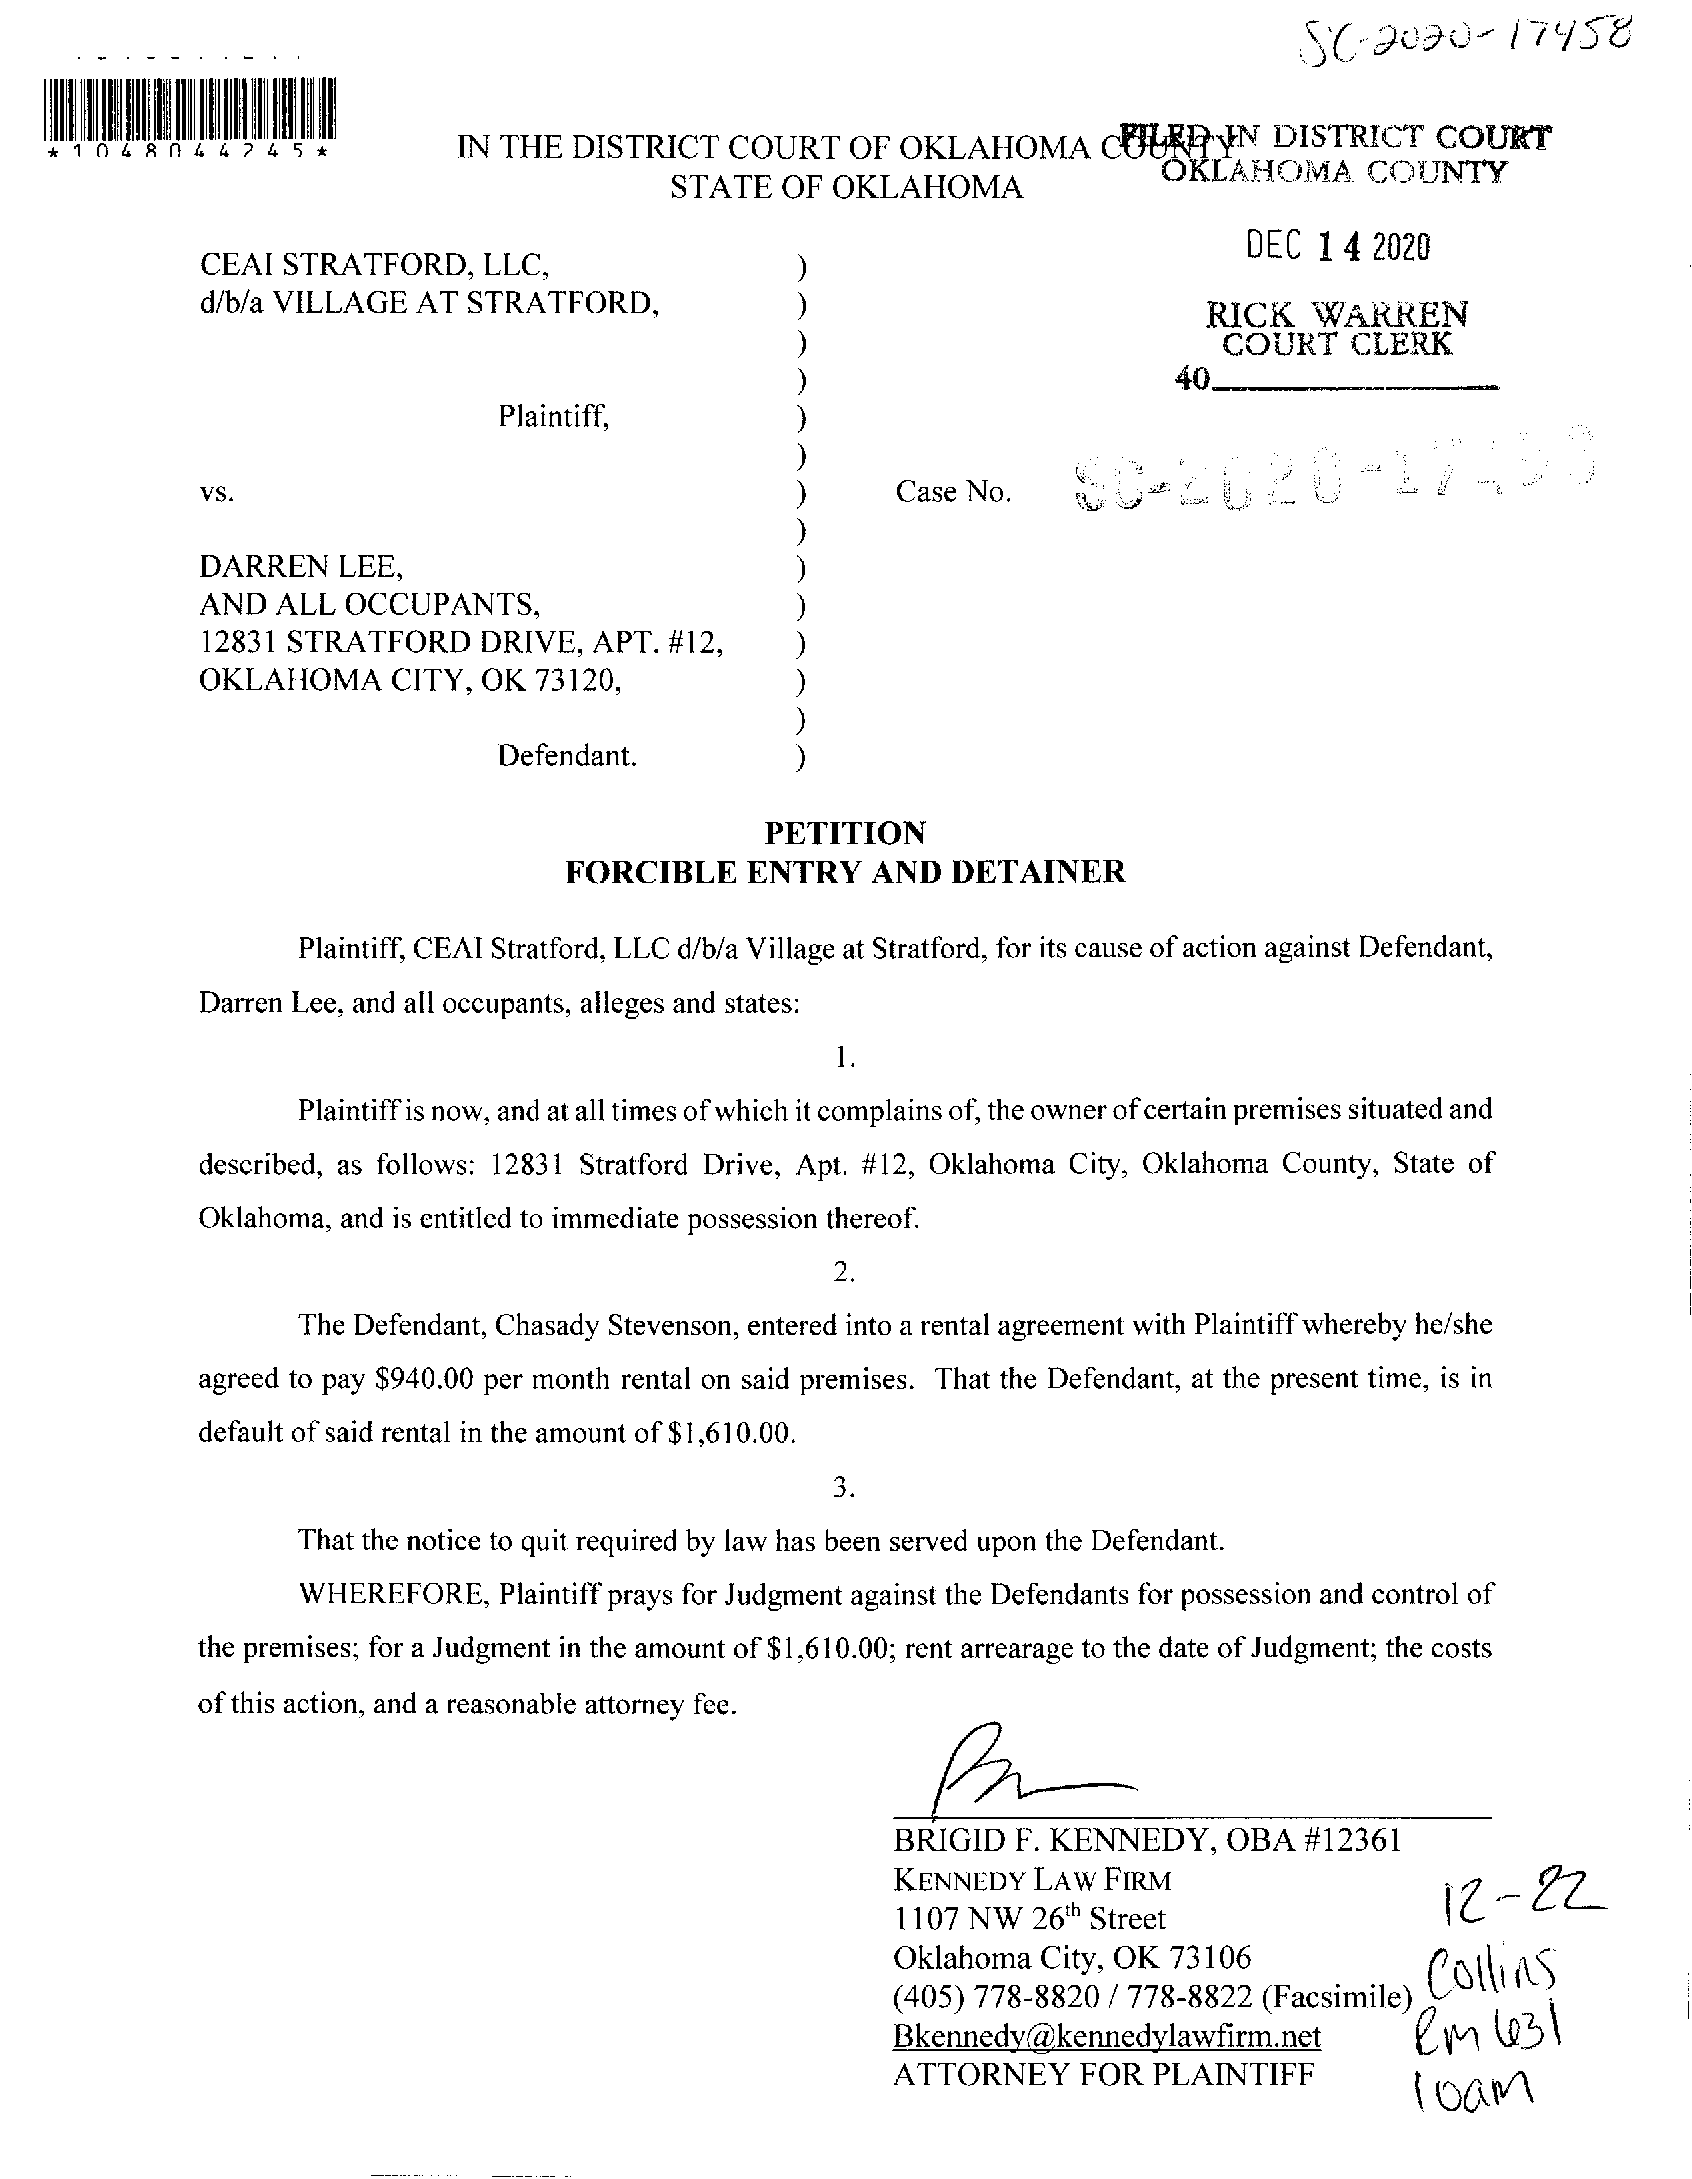 SC-2020-17458
*1048044245*
IN THE DISTRICT COURT OF OKLAHOMA COUNTY
STATE OF OKLAHOMA
FILED IN DISTRICT COURT
OKLAHOMA COUNTY
DEC 14 2020
RICK WARREN
COURT CLERK
40
CEAI STRATFORD, LLC, )
d/b/a VILLAGE AT STRATFORD, )
)
)
Plaintiff, )
)
vs. ) Case No. SC-2020-17458
)
DARREN LEE, )
AND ALL OCCUPANTS, )
12831 STRATFORD DRIVE, APT. #12, )
OKLAHOMA CITY, OK 73120, )
)
Defendant. )
PETITION
FORCIBLE ENTRY AND DETAINER
Plaintiff, CEAI Stratford, LLC d/b/a Village at Stratford, for its cause of action against Defendant,
Darren Lee, and all occupants, alleges and states:
1.
Plaintiff is now, and at all times of which it complains of, the owner of certain premises situated and
described, as follows: 12831 Stratford Drive, Apt. #12, Oklahoma City, Oklahoma County, State of
Oklahoma, and is entitled to immediate possession thereof.
2.
The Defendant, Chasady Stevenson, entered into a rental agreement with Plaintiff whereby he/she
agreed to pay $940.00 per month rental on said premises. That the Defendant, at the present time, is in
default of said rental in the amount of $1,610.00.
3.
That the notice to quit required by law has been served upon the Defendant.
WHEREFORE, Plaintiff prays for Judgment against the Defendants for possession and control of
the premises; for a Judgment in the amount of $1,610.00; rent arrearage to the date of Judgment; the costs
of this action, and a reasonable attorney fee.
BRIGID F. KENNEDY, OBA #12361
KENNEDY LAW FIRM
1107 NW 26th Street
Oklahoma City, OK 73106
(405) 778-8820 / 778-8822 (Facsimile)
Bkennedy@kennedylawfirm.net
ATTORNEY FOR PLAINTIFF
12-22
Collins
Rm 631
10am